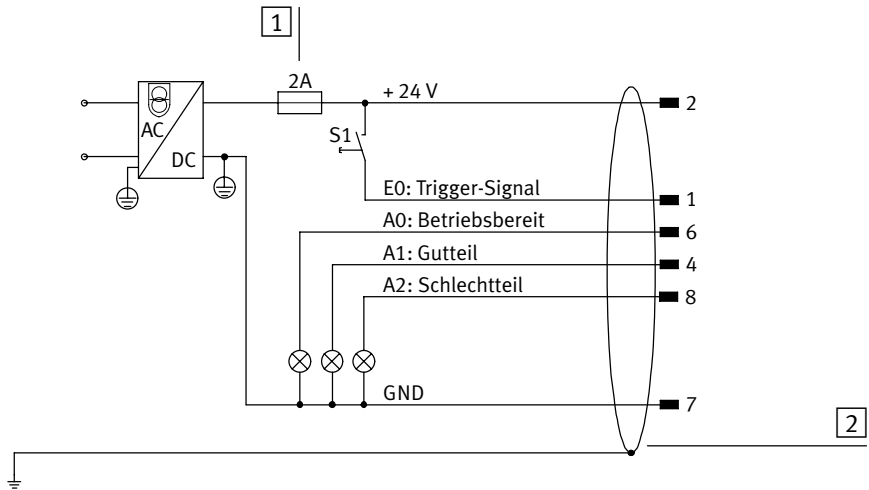 1
2A
+ 24 V
2
AC
S1
DC
E0: Trigger-Signal
1
A0: Betriebsbereit
6
A1: Gutteil
4
A2: Schlechtteil
8
GND
7
2